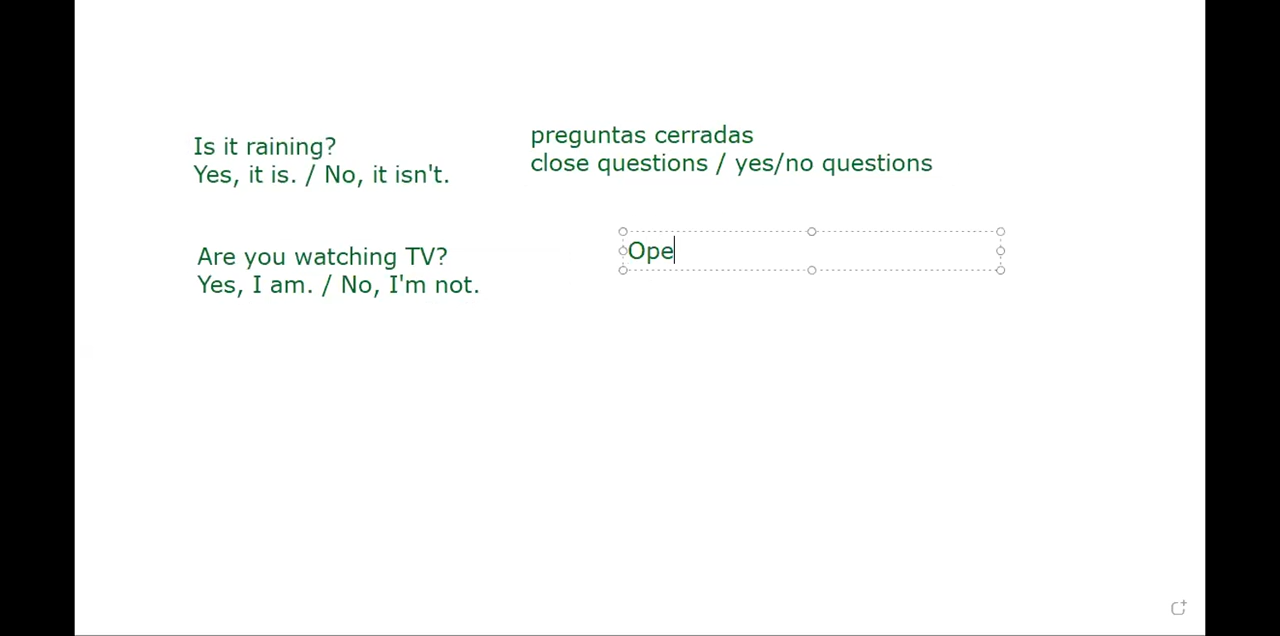 Is it raining?
Yes, it is. / No, it isn't.
preguntas cerradas
close questions / yes/no questions
Are you watching TV?
Yes, I am. / No, I'm not.
Ope